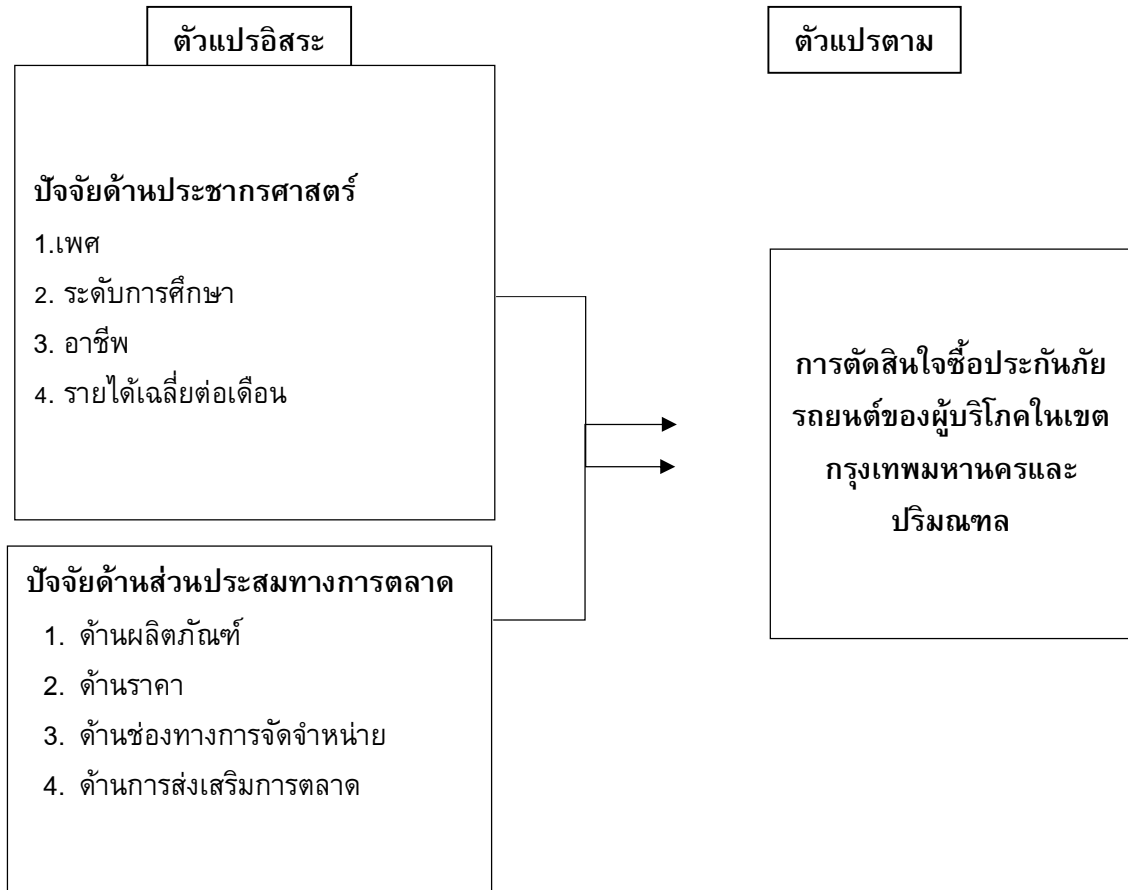 ตัวแปรอิสระ
ตัวแปรตาม
ปัจจัยด้านประชากรศาสตร์
1.เพศ
2. ระดับการศึกษา
3. อาชีพ
4. รายได้เฉลี่ยต่อเดือน
การตัดสินใจซื้อประกันภัย
รถยนต์ของผู้บริโภคในเขต
กรุงเทพมหานครและ
ปริมณฑล
ปัจจัยด้านส่วนประสมทางการตลาด
1. ด้านผลิตภัณฑ์
2. ด้านราคา
3. ด้านช่องทางการจัดจำหน่าย
4. ด้านการส่งเสริมการตลาด